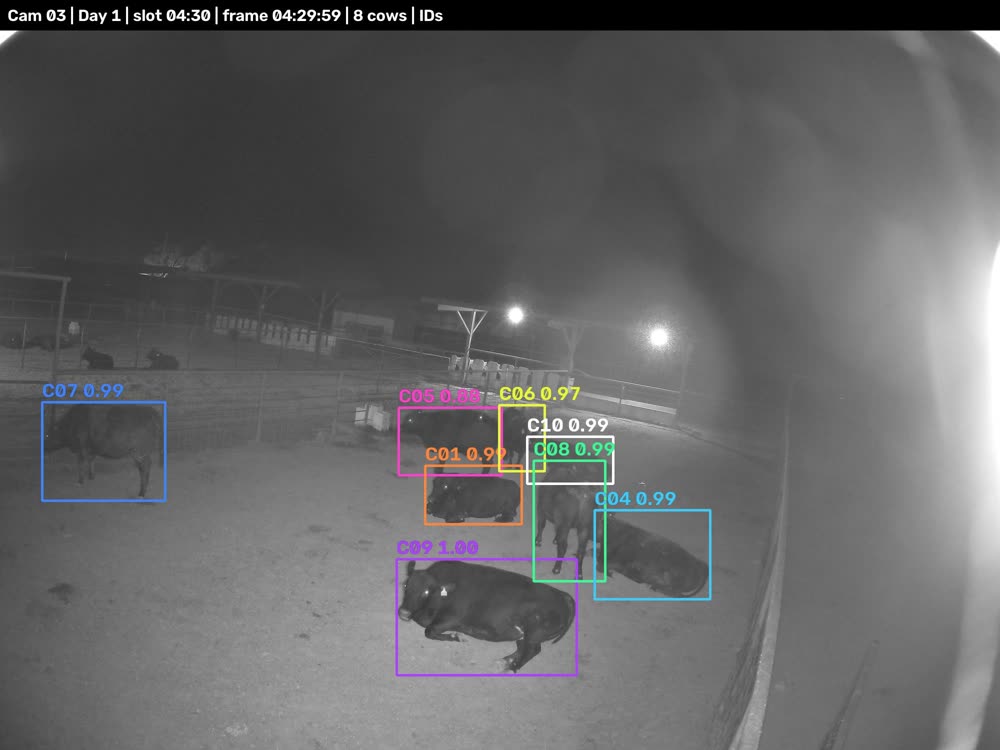 Cam 03 | Day 1 | slot 04:30 | frame 04:29:59 | 8 cows | IDs
C07 0.99
C05
C06 0.97
C10 0.99
C01 0.99
C08 0.99
C04 0.99
C09 1.00